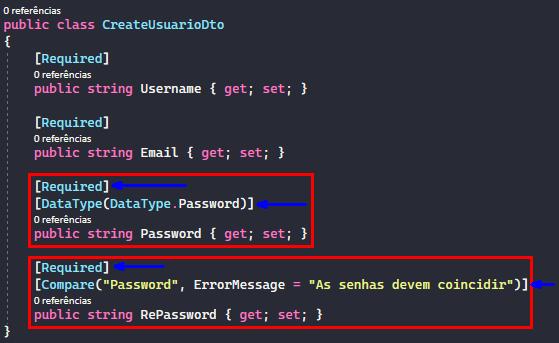 0 referências
public class CreateUsuarioDto
{
[Required]
0 referências
public string Username { get; set; }
[Required]
0 referências
public string Email { get; set; }
[Required]
[DataType(DataType.Password)]
0 referências
public string Password { get; set; }
[Required]
[Compare("Password", ErrorMessage = "As senhas devem coincidir")]
0 referências
public string RePassword { get; set; }
}